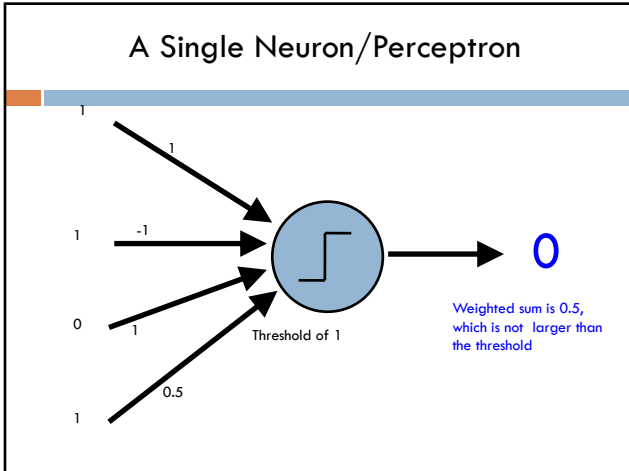 A Single Neuron/Perceptron
1
1
1
-1
0
1
Threshold of 1
0.5
1
0
Weighted sum is 0.5,
which is not larger than
the threshold